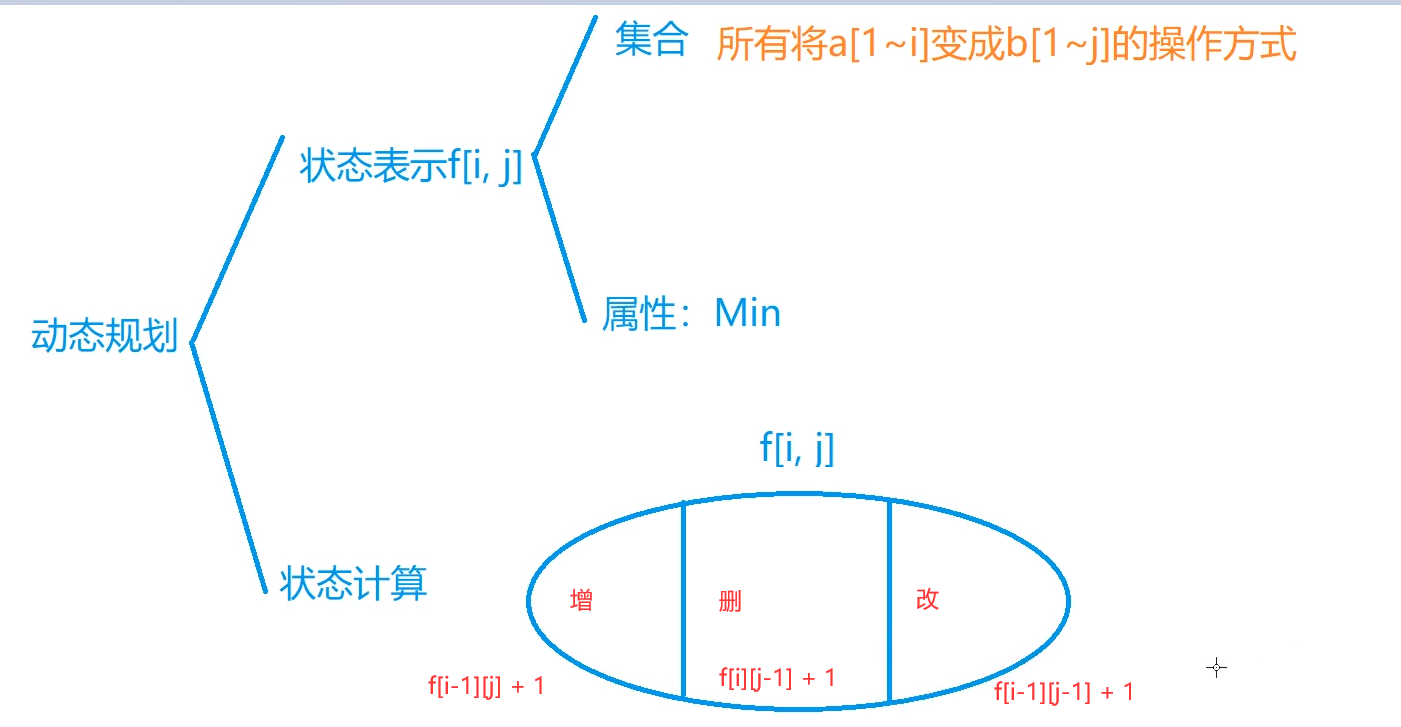 集合 所有将a[1~i]变成b[1~j]的操作方式
状态表示f[i, j]
属性：Min
动态规划
f[i, j]
状态计算
增 删 改
f[i-1][j] + 1 f[i][j-1] + 1 f[i-1][j-1] + 1